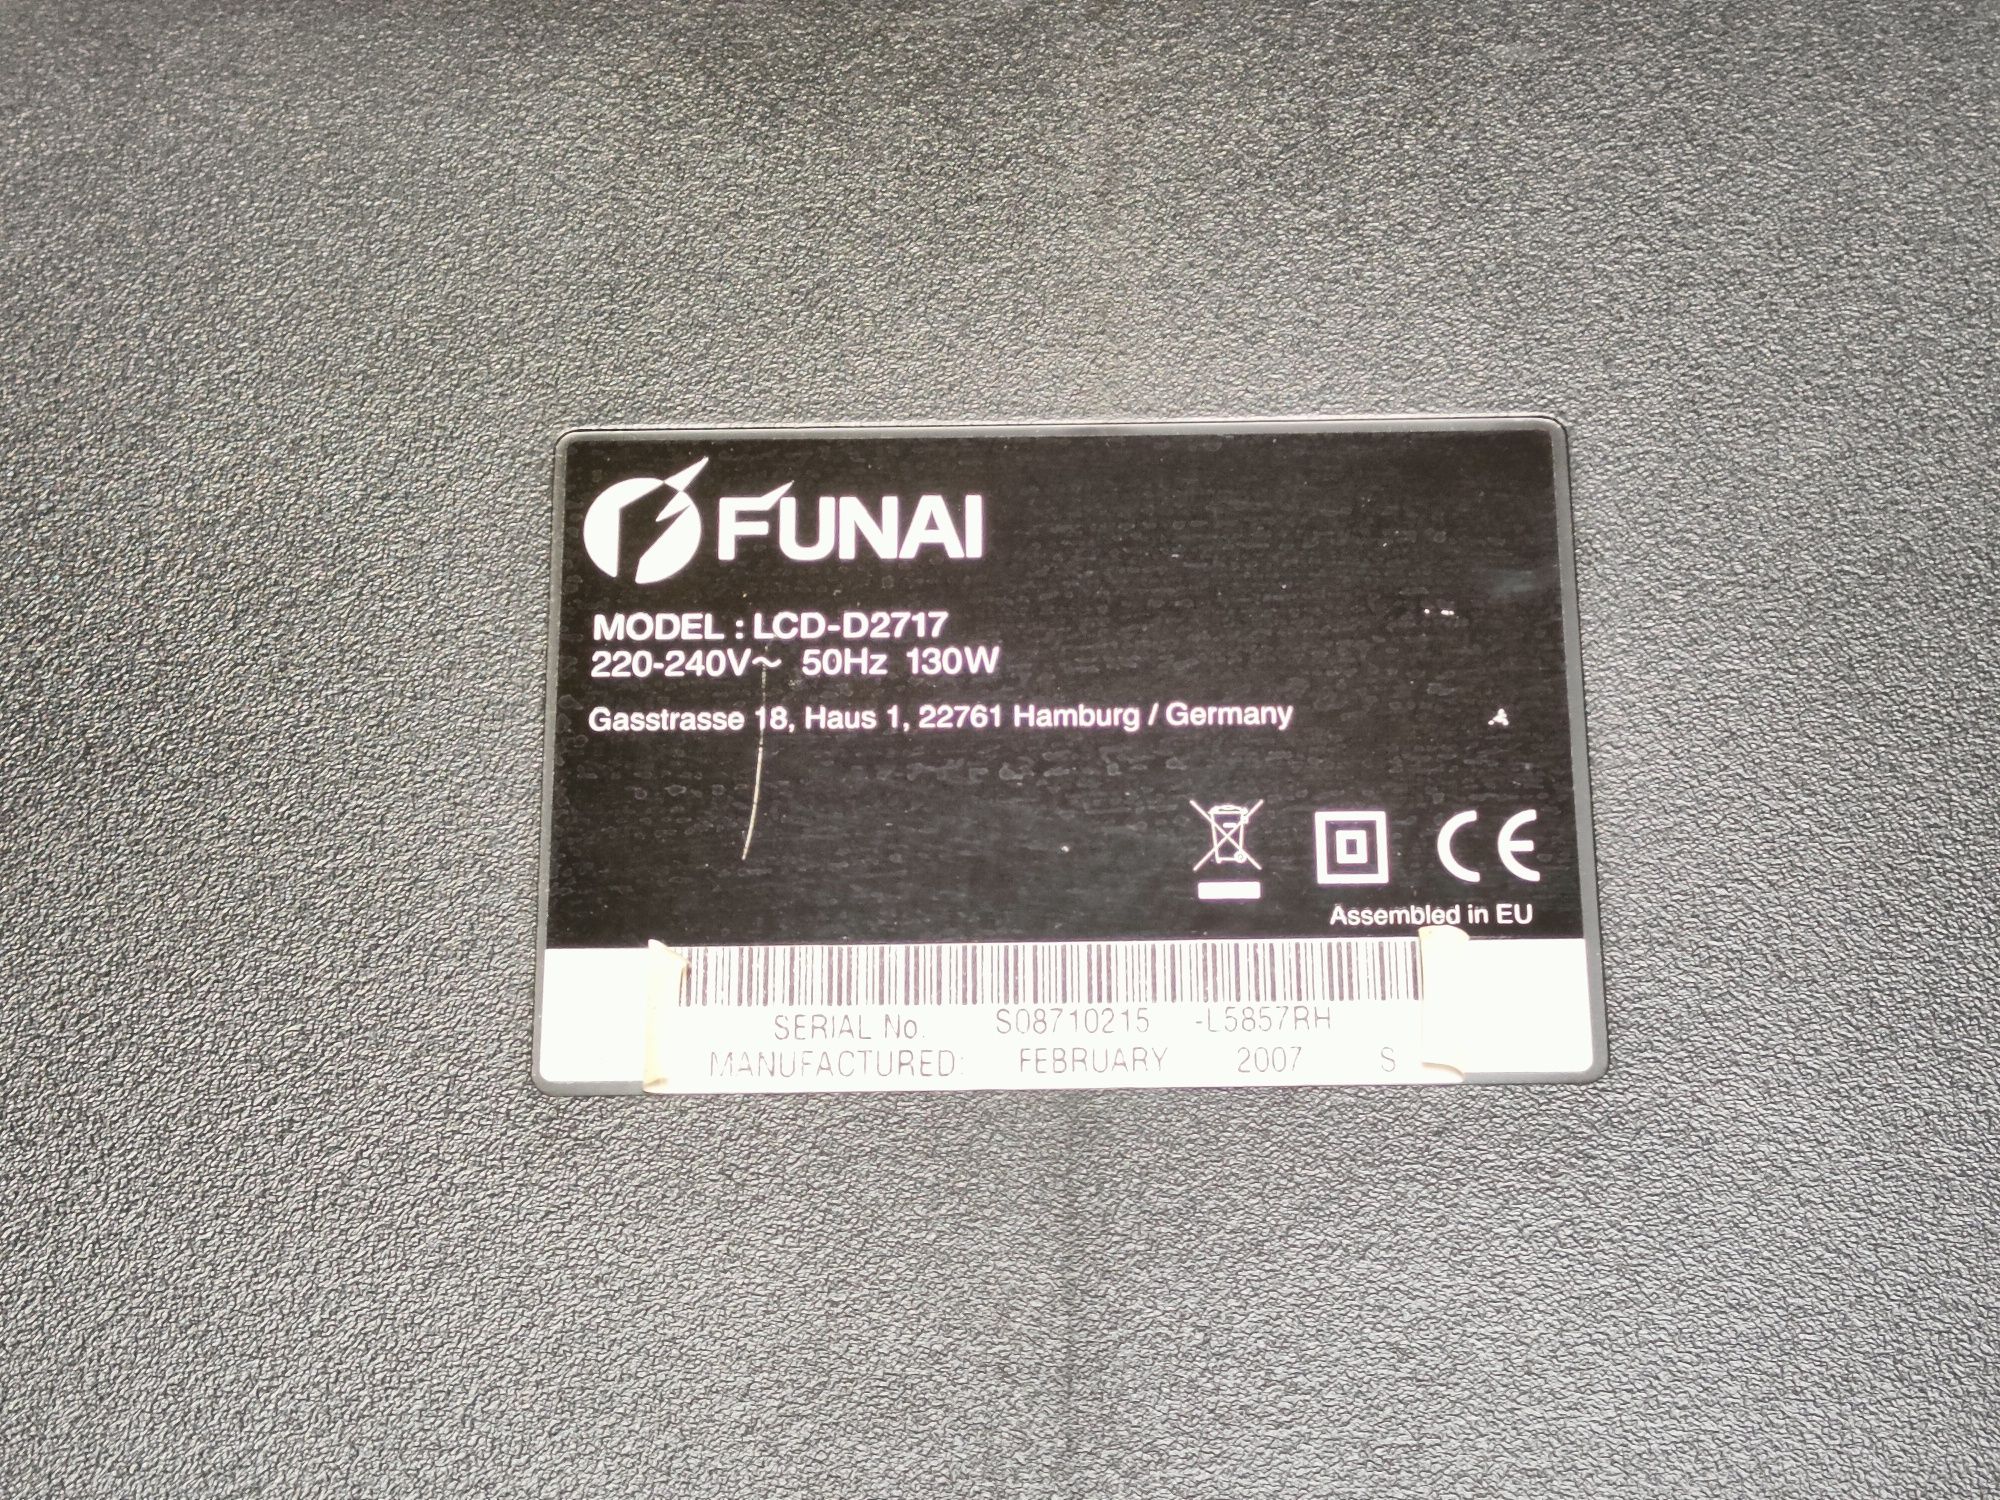 FUNAI
MODEL : LCD-D2717
220-240V~ 50Hz 130W
Gasstrasse 18, Haus 1, 22761 Hamburg / Germany
CE
Assembled in EU
SERIAL No. S08710215 -L5857RH
MANUFACTURED: FEBRUARY 2007 S